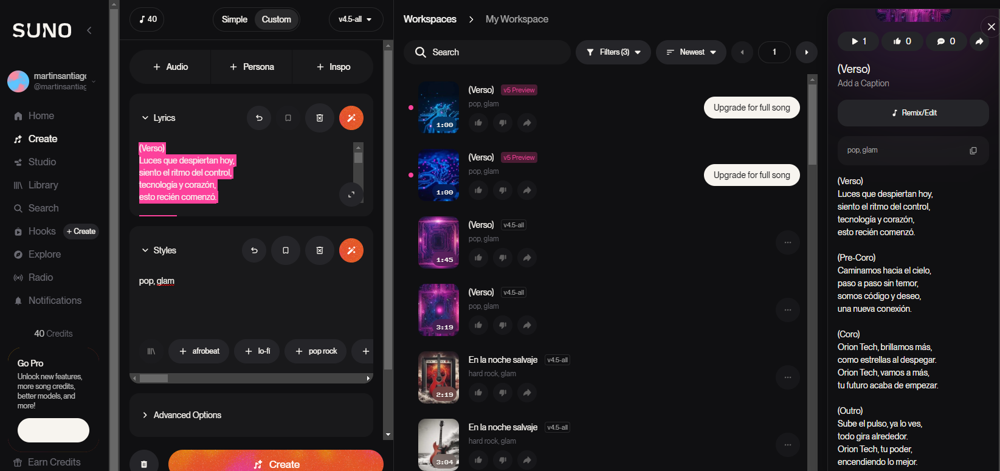 SUNO
martinsantiago
@martinsantiag
Home
Create
Studio
Library
Search
Hooks
+ Create
Explore
Radio
Notifications
40 Credits
Go Pro
Unlock new features,
more song credits,
better models, and
more!
Earn Credits
40
Simple
Custom
v4.5-all
+ Audio
+ Persona
+ Inspo
Lyrics
(Verso)
Luces que despiertan hoy,
siento el ritmo del control,
tecnología y corazón,
esto recién comenzó.
Styles
pop, glam
+ afrobeat
+ lo-fi
+ pop rock
+
Advanced Options
Create
Workspaces > My Workspace
Search
Filters (3)
Newest
1
(Verso) v5 Preview
pop, glam
1:00
Upgrade for full song
(Verso) v5 Preview
pop, glam
1:00
Upgrade for full song
(Verso) v4.5-all
pop, glam
1:45
(Verso) v4.5-all
pop, glam
3:19
En la noche salvaje v4.5-all
hard rock, glam
2:19
En la noche salvaje v4.5-all
hard rock, glam
3:04
1
0
0
(Verso)
Add a Caption
Remix/Edit
pop, glam
(Verso)
Luces que despiertan hoy,
siento el ritmo del control,
tecnología y corazón,
esto recién comenzó.
(Pre-Coro)
Caminamos hacia el cielo,
paso a paso sin temor,
somos código y deseo,
una nueva conexión.
(Coro)
Orion Tech, brillamos más,
como estrellas al despegar.
Orion Tech, vamos a más,
tu futuro acaba de empezar.
(Outro)
Sube el pulso, ya lo ves,
todo gira alrededor.
Orion Tech, tu poder,
encendiendo lo mejor.